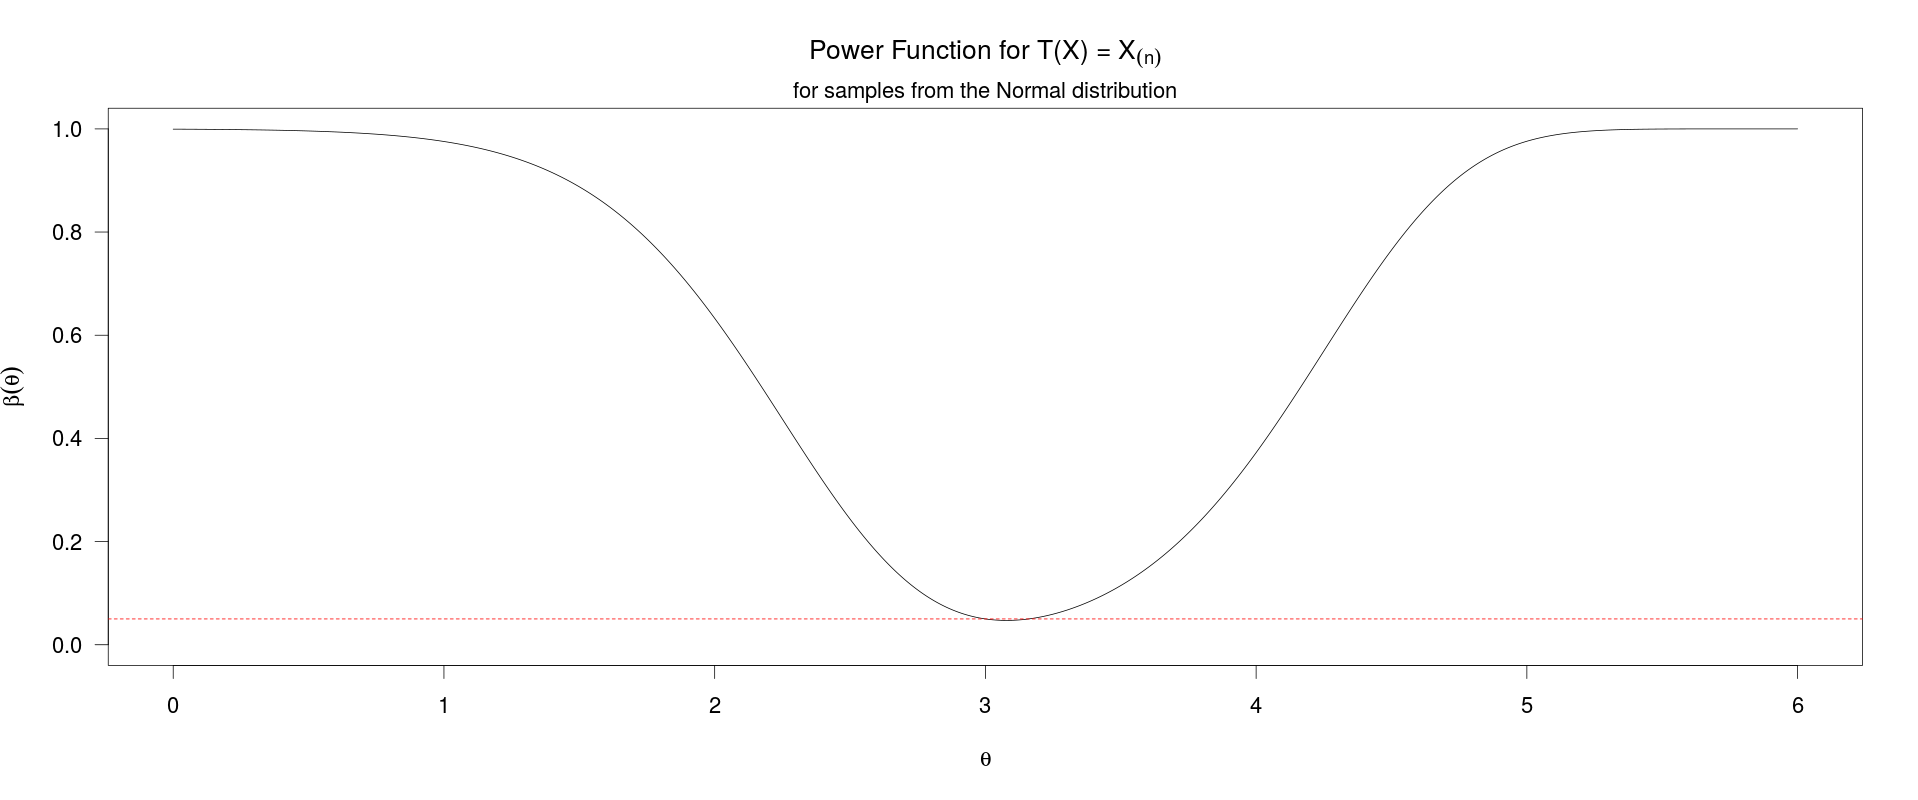 Power Function for T(X) = X(n)
for samples from the Normal distribution
1.0
0.8
0.6
0.4
0.2
0.0
β(θ)
0 1 2 3 4 5 6
θ